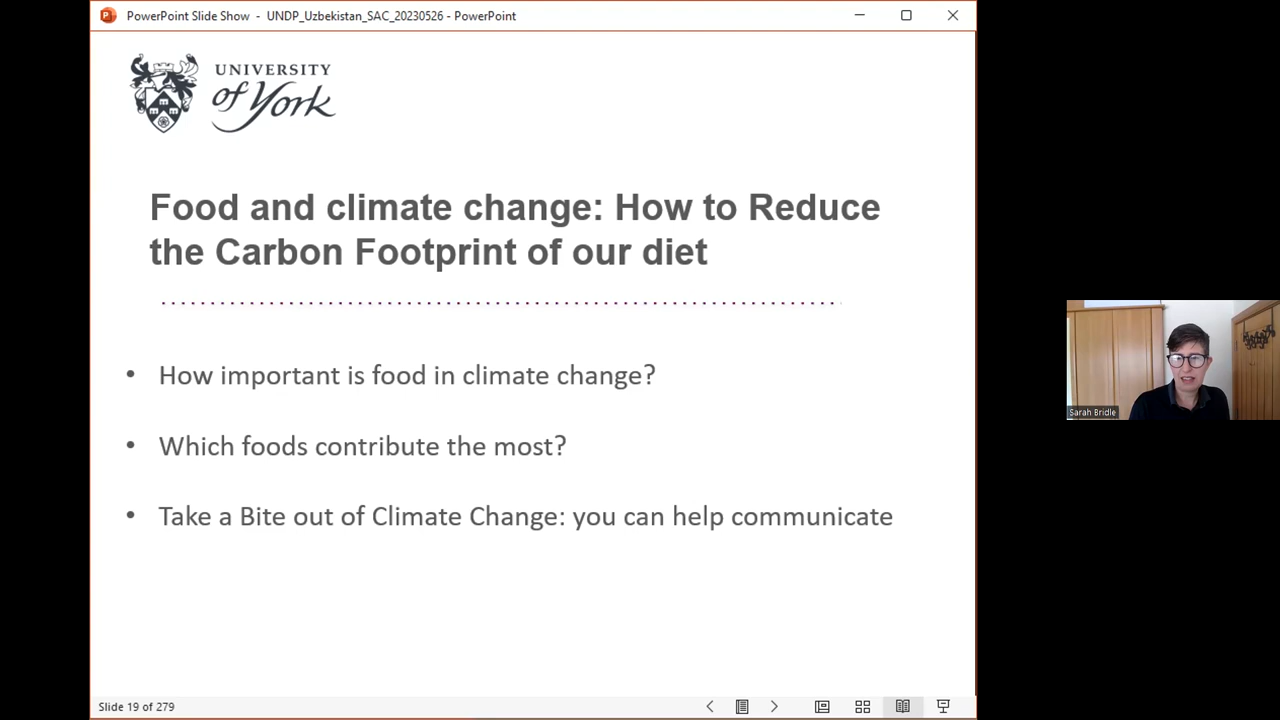 PowerPoint Slide Show - UNDP_Uzbekistan_SAC_20230526 - PowerPoint
UNIVERSITY
of York
Food and climate change: How to Reduce
the Carbon Footprint of our diet
• How important is food in climate change?
• Which foods contribute the most?
• Take a Bite out of Climate Change: you can help communicate
Sarah Bridle
Slide 19 of 279